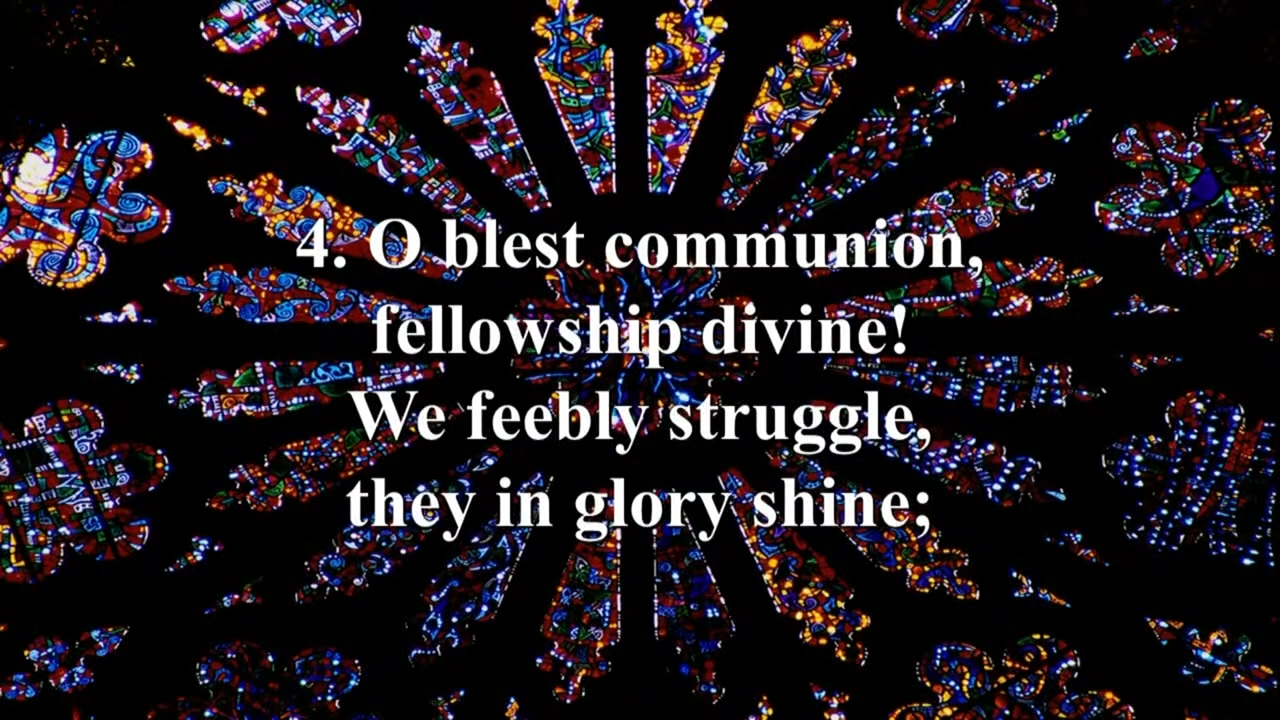 4. O blest communion,
fellowship divine!
We feebly struggle,
they in glory shine;